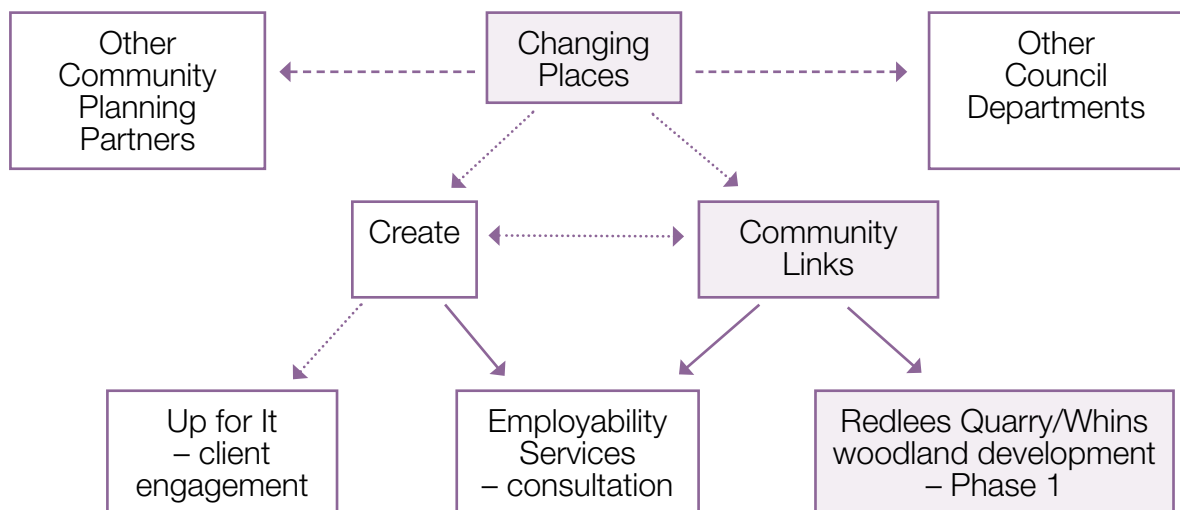 Other
Community
Planning
Partners
Changing
Places
Other
Council
Departments
Create
Community
Links
Up for It
– client
engagement
Employability
Services
– consultation
Redlees Quarry/Whins
woodland development
– Phase 1